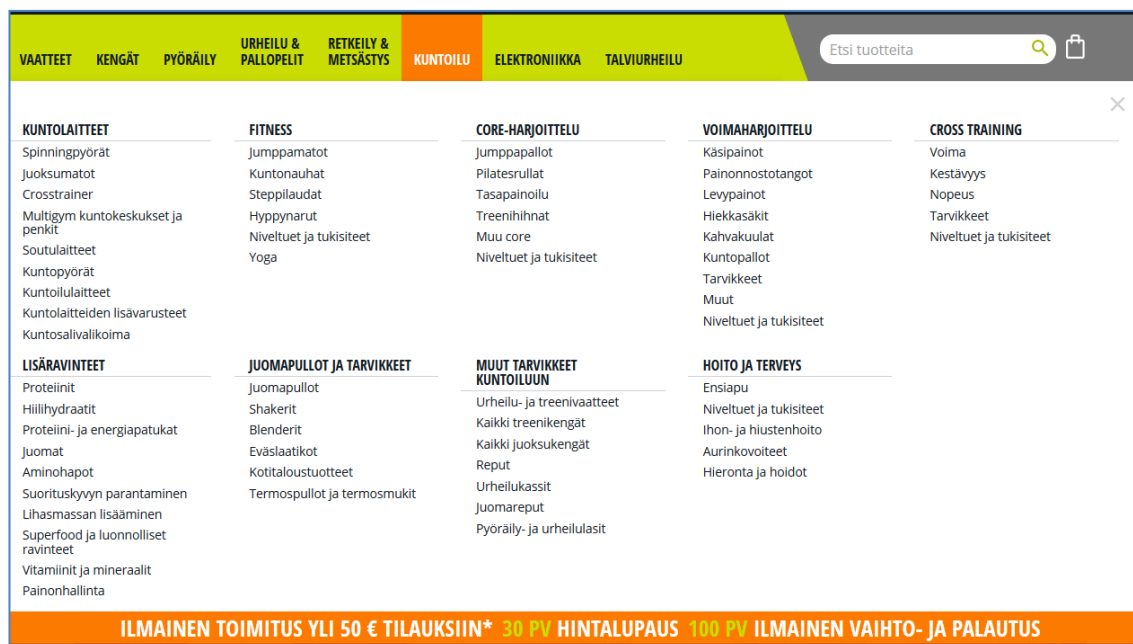 VAATTEET
KENGÄT
PYÖRÄILY
URHEILU &
PALLOPELIT
RETKEILY &
METSÄSTYS
KUNTOILU
ELEKTRONIIKKA
TALVIURHEILU
Etsi tuotteita
KUNTOLAITTEET
Spinningpyörät
Juoksumatot
Crosstrainer
Multigym kuntokeskukset ja
penkit
Soutulaitteet
Kuntopyörät
Kuntoilulaitteet
Kuntolaitteiden lisävarusteet
Kuntosalivalikoima
FITNESS
Jumppamatot
Kuntonauhat
Steppilaudat
Hyppynarut
Niveltuet ja tukisiteet
Yoga
CORE-HARJOITTELU
Jumppapallot
Pilatesrullat
Tasapainoilu
Treenihihnat
Muu core
Niveltuet ja tukisiteet
VOIMAHARJOITTELU
Käsipainot
Painonnostotangot
Levypainot
Hiekkasäkit
Kahvakuulat
Kuntopallot
Tarvikkeet
Muut
Niveltuet ja tukisiteet
CROSS TRAINING
Voima
Kestävyys
Nopeus
Tarvikkeet
Niveltuet ja tukisiteet
LISÄRAVINTEET
Proteiinit
Hiilihydraatit
Proteiini- ja energiapatukat
Juomat
Aminohapot
Suorituskyvyn parantaminen
Lihasmassan lisääminen
Superfood ja luonnolliset
ravinteet
Vitamiinit ja mineraalit
Painonhallinta
JUOMAPULLOT JA TARVIKKEET
Juomapullot
Shakerit
Blenderit
Eväslaatikot
Kotitaloustuotteet
Termospullot ja termosmukit
MUUT TARVIKKEET
KUNTOILUUN
Urheilu- ja treenivaatteet
Kaikki treenikengät
Kaikki juoksukengät
Reput
Urheilukassit
Juomareput
Pyöräily- ja urheilulasit
HOITO JA TERVEYS
Ensiapu
Niveltuet ja tukisiteet
Ihon- ja hiustenhoito
Aurinkovoiteet
Hieronta ja hoidot
ILMAINEN TOIMITUS YLI 50 € TILAUKSIIN* 30 PV HINTALUPAUS 100 PV ILMAINEN VAIHTO- JA PALAUTUS